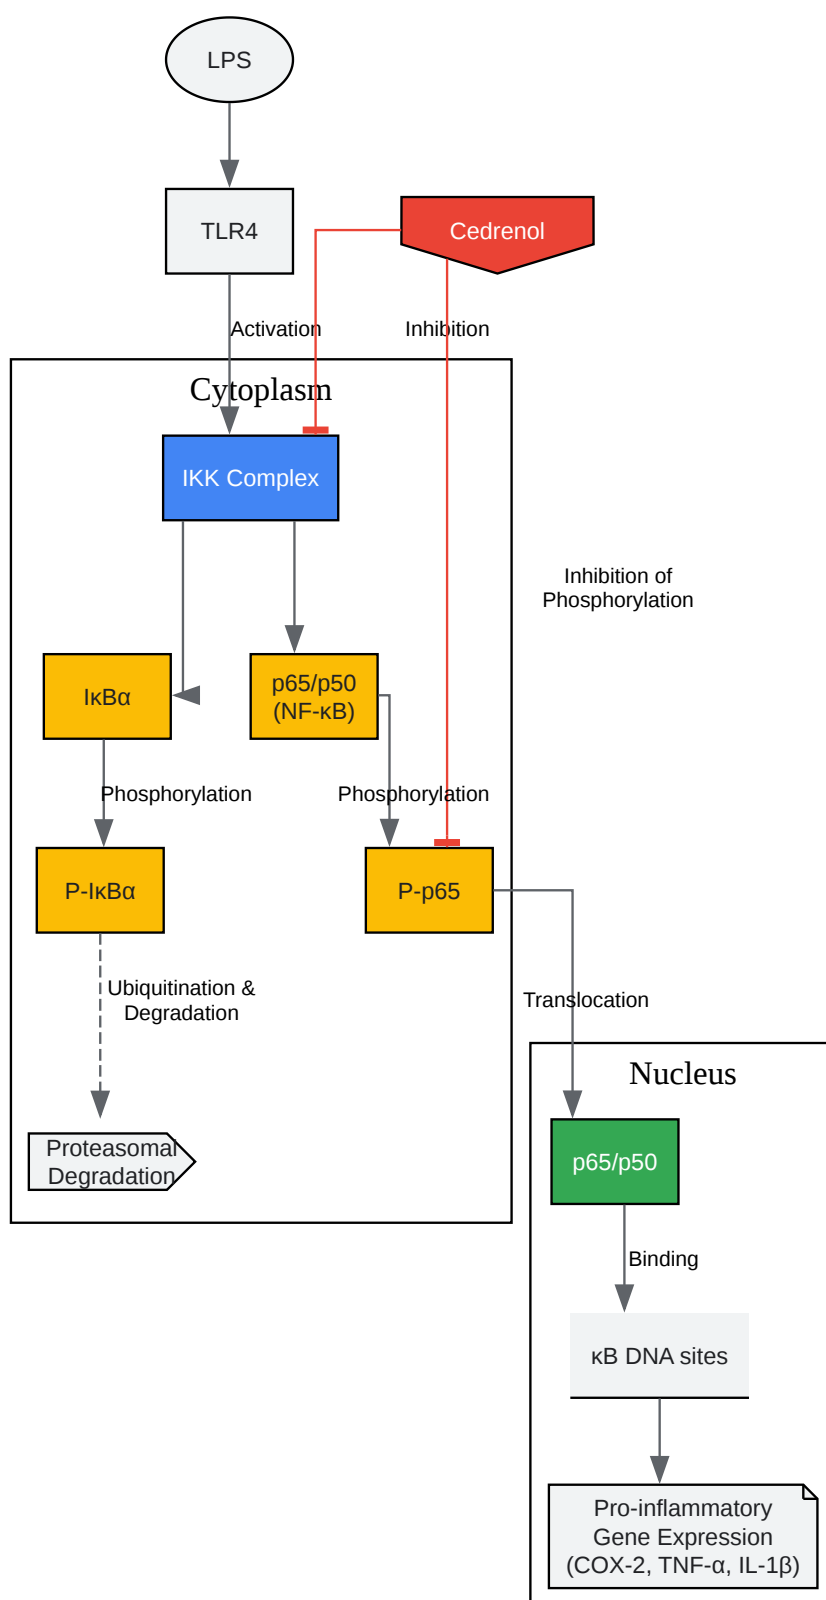 LPS
TLR4
Cedrenol
Activation
Inhibition
Cytoplasm
IKK Complex
Inhibition of
Phosphorylation
IκBα
p65/p50
(NF-κB)
Phosphorylation
Phosphorylation
P-IκBα
P-p65
Ubiquitination &
Degradation
Translocation
Nucleus
Proteasomal
Degradation
p65/p50
Binding
κB DNA sites
Pro-inflammatory
Gene Expression
(COX-2, TNF-α, IL-1β)